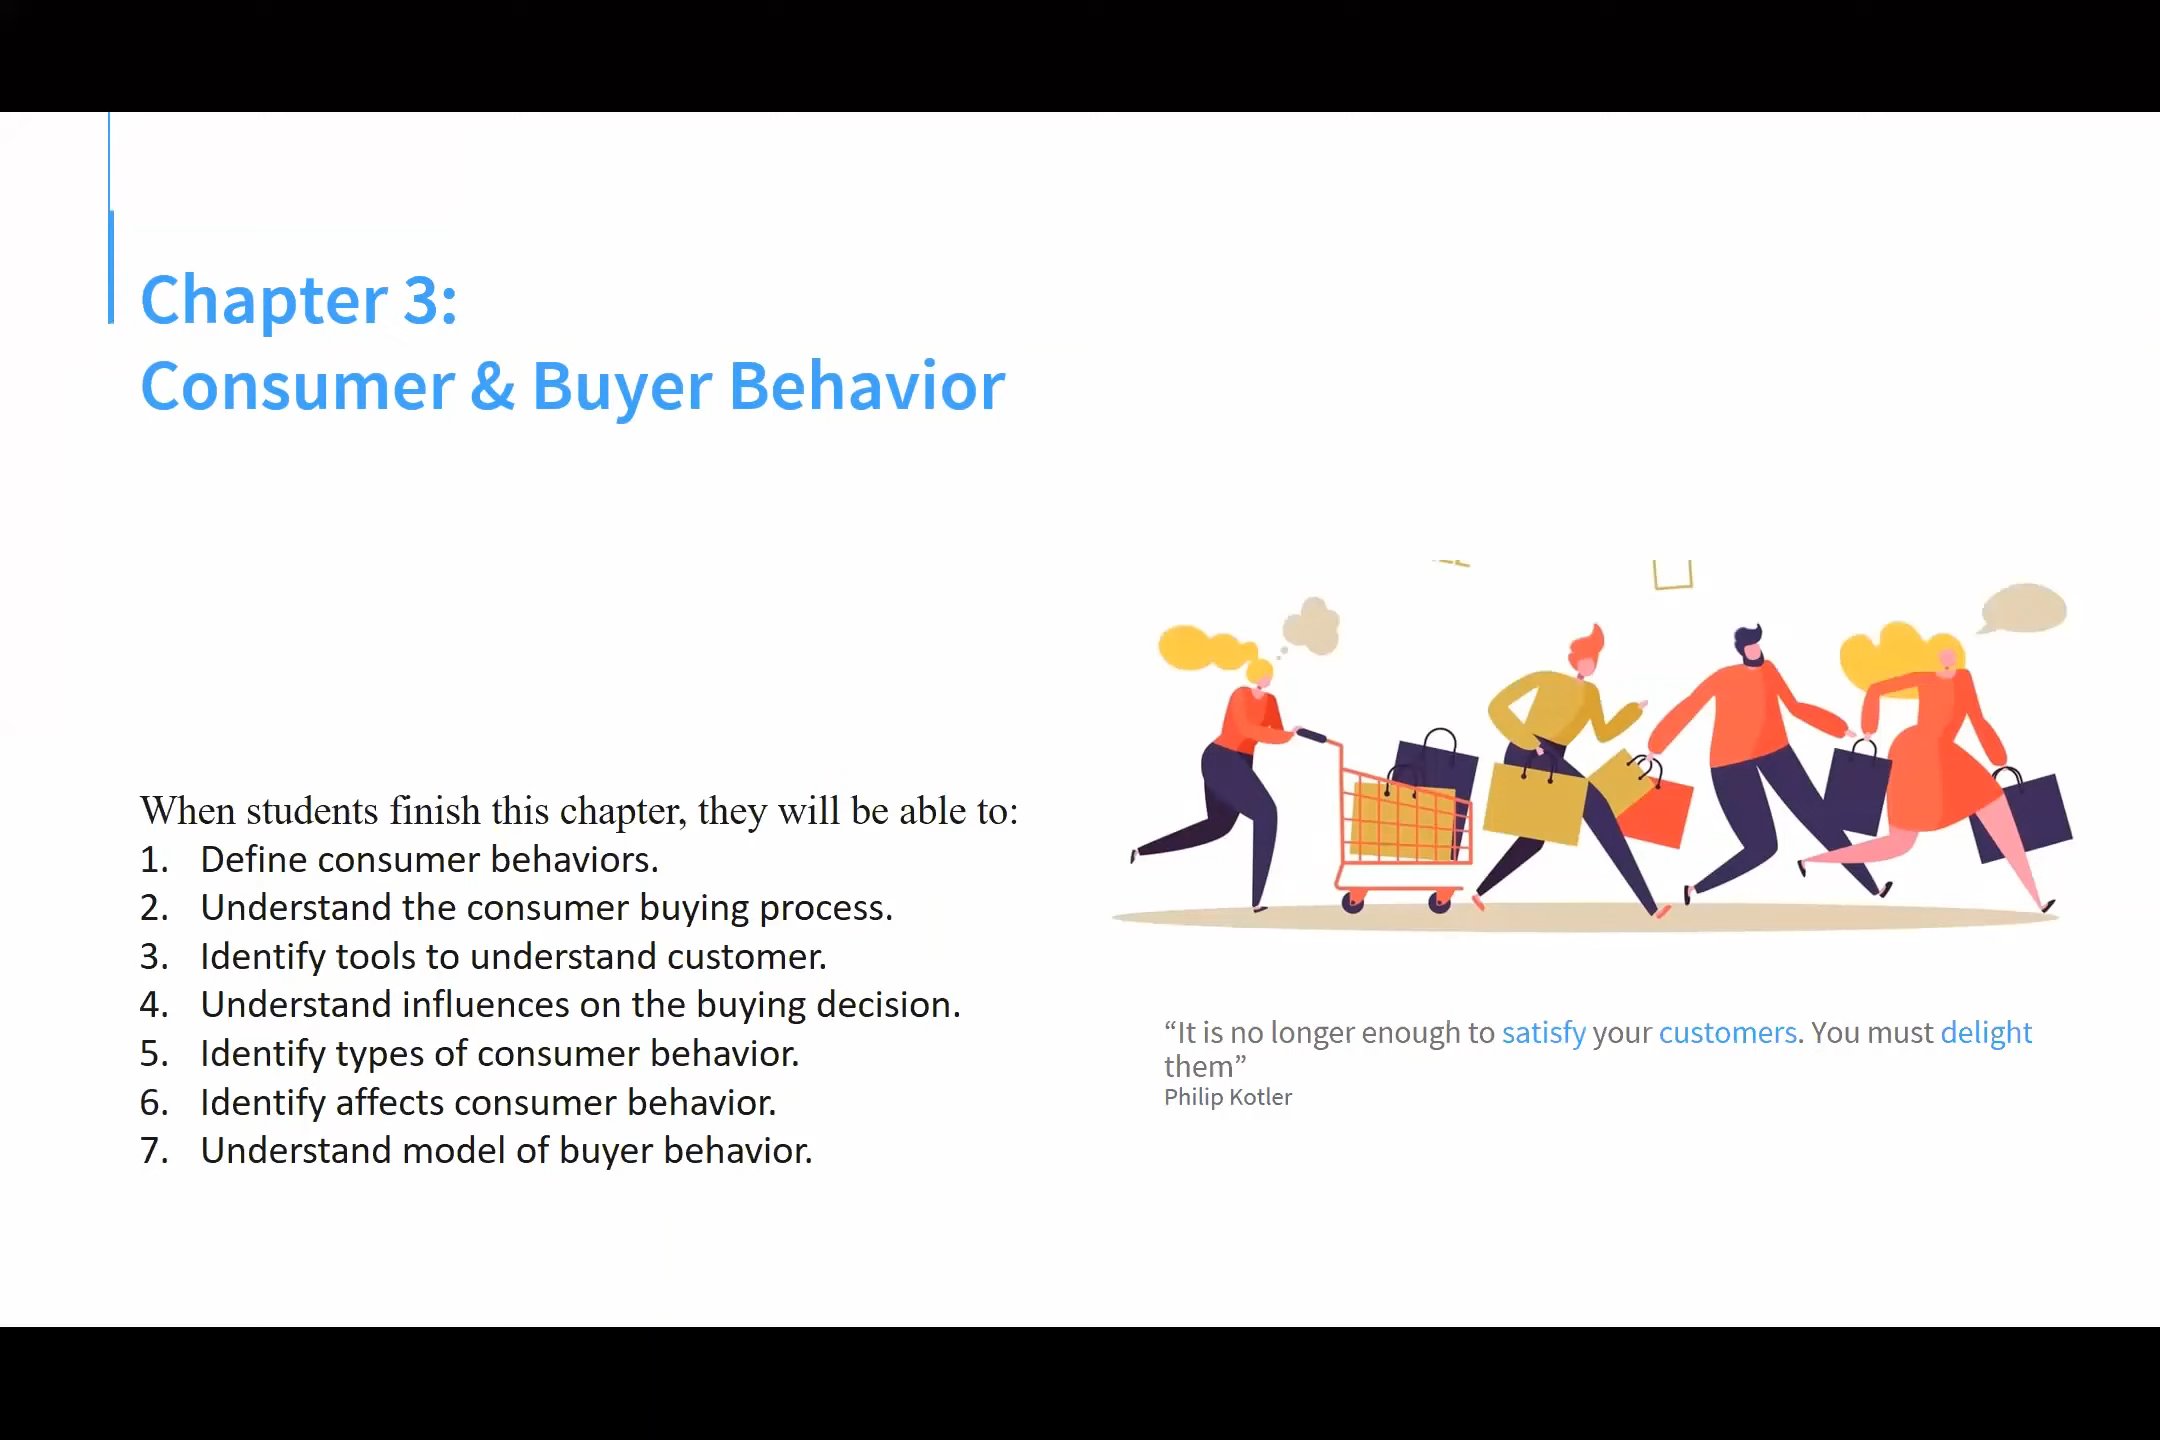 Chapter 3:
Consumer & Buyer Behavior
When students finish this chapter, they will be able to:
1. Define consumer behaviors.
2. Understand the consumer buying process.
3. Identify tools to understand customer.
4. Understand influences on the buying decision.
5. Identify types of consumer behavior.
6. Identify affects consumer behavior.
7. Understand model of buyer behavior.
“It is no longer enough to satisfy your customers. You must delight
them”
Philip Kotler